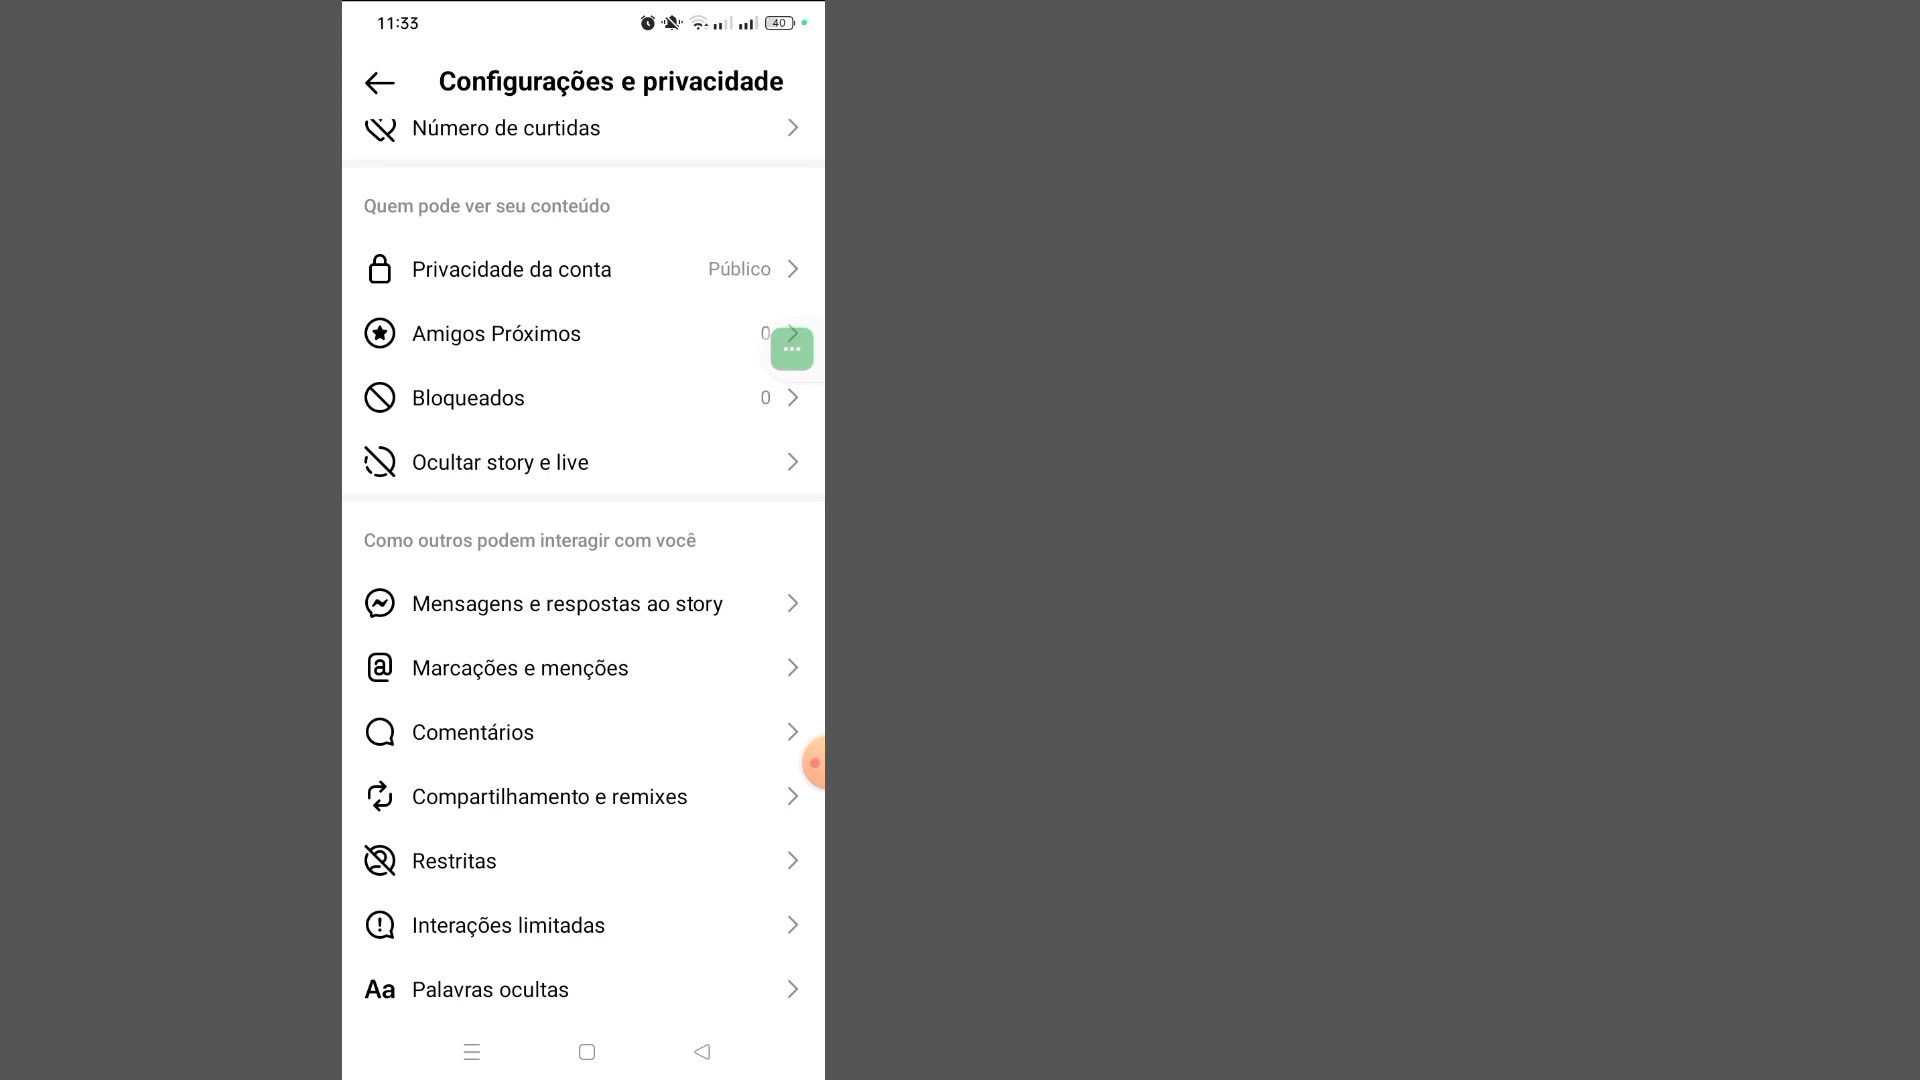 11:33
40
Configurações e privacidade
Número de curtidas
Quem pode ver seu conteúdo
Privacidade da conta Público
Amigos Próximos 0
Bloqueados 0
Ocultar story e live
Como outros podem interagir com você
Mensagens e respostas ao story
Marcações e menções
Comentários
Compartilhamento e remixes
Restritas
Interações limitadas
Aa Palavras ocultas